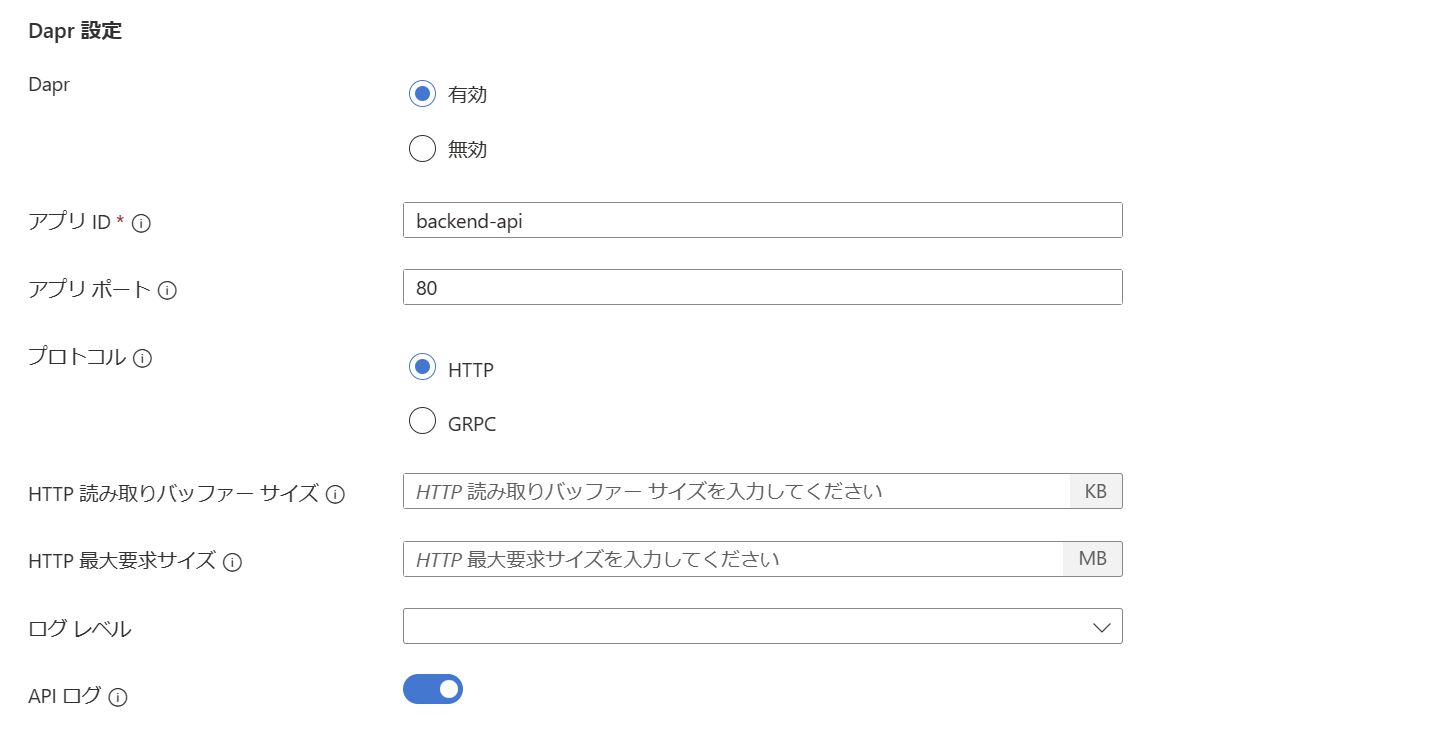 Dapr 設定
Dapr
有効
無効
アプリ ID *
backend-api
アプリ ポート
80
プロトコル
HTTP
GRPC
HTTP 読み取りバッファー サイズ
HTTP 読み取りバッファー サイズを入力してください
KB
HTTP 最大要求サイズ
HTTP 最大要求サイズを入力してください
MB
ログ レベル
API ログ